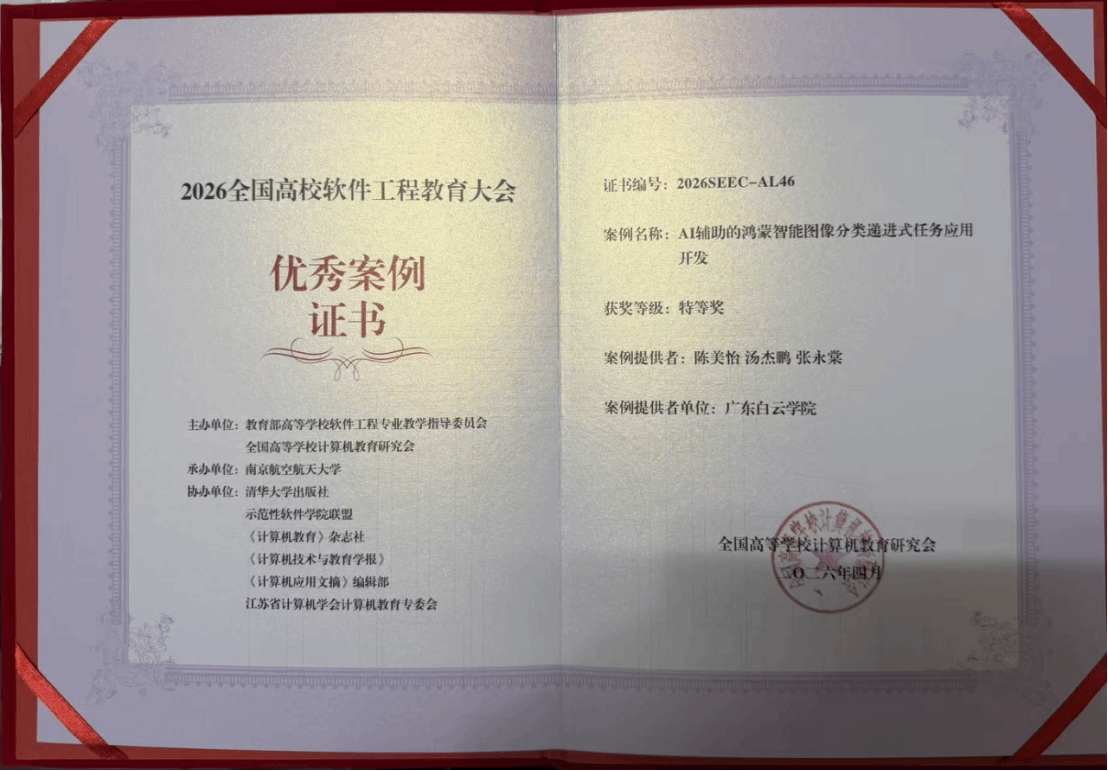 2026全国高校软件工程教育大会
优秀案例
证书
主办单位：教育部高等学校软件工程专业教学指导委员会
全国高等学校计算机教育研究会
承办单位：南京航空航天大学
协办单位：清华大学出版社
示范性软件学院联盟
《计算机教育》杂志社
《计算机技术与教育学报》
《计算机应用文摘》编辑部
江苏省计算机学会计算机教育专委会
证书编号：2026SEEC-AL46
案例名称：AI辅助的鸿蒙智能图像分类递进式任务应用
开发
获奖等级：特等奖
案例提供者：陈美怡 汤杰鹏 张永棠
案例提供者单位：广东白云学院
全国高等学校计算机教育研究会
二〇二六年四月